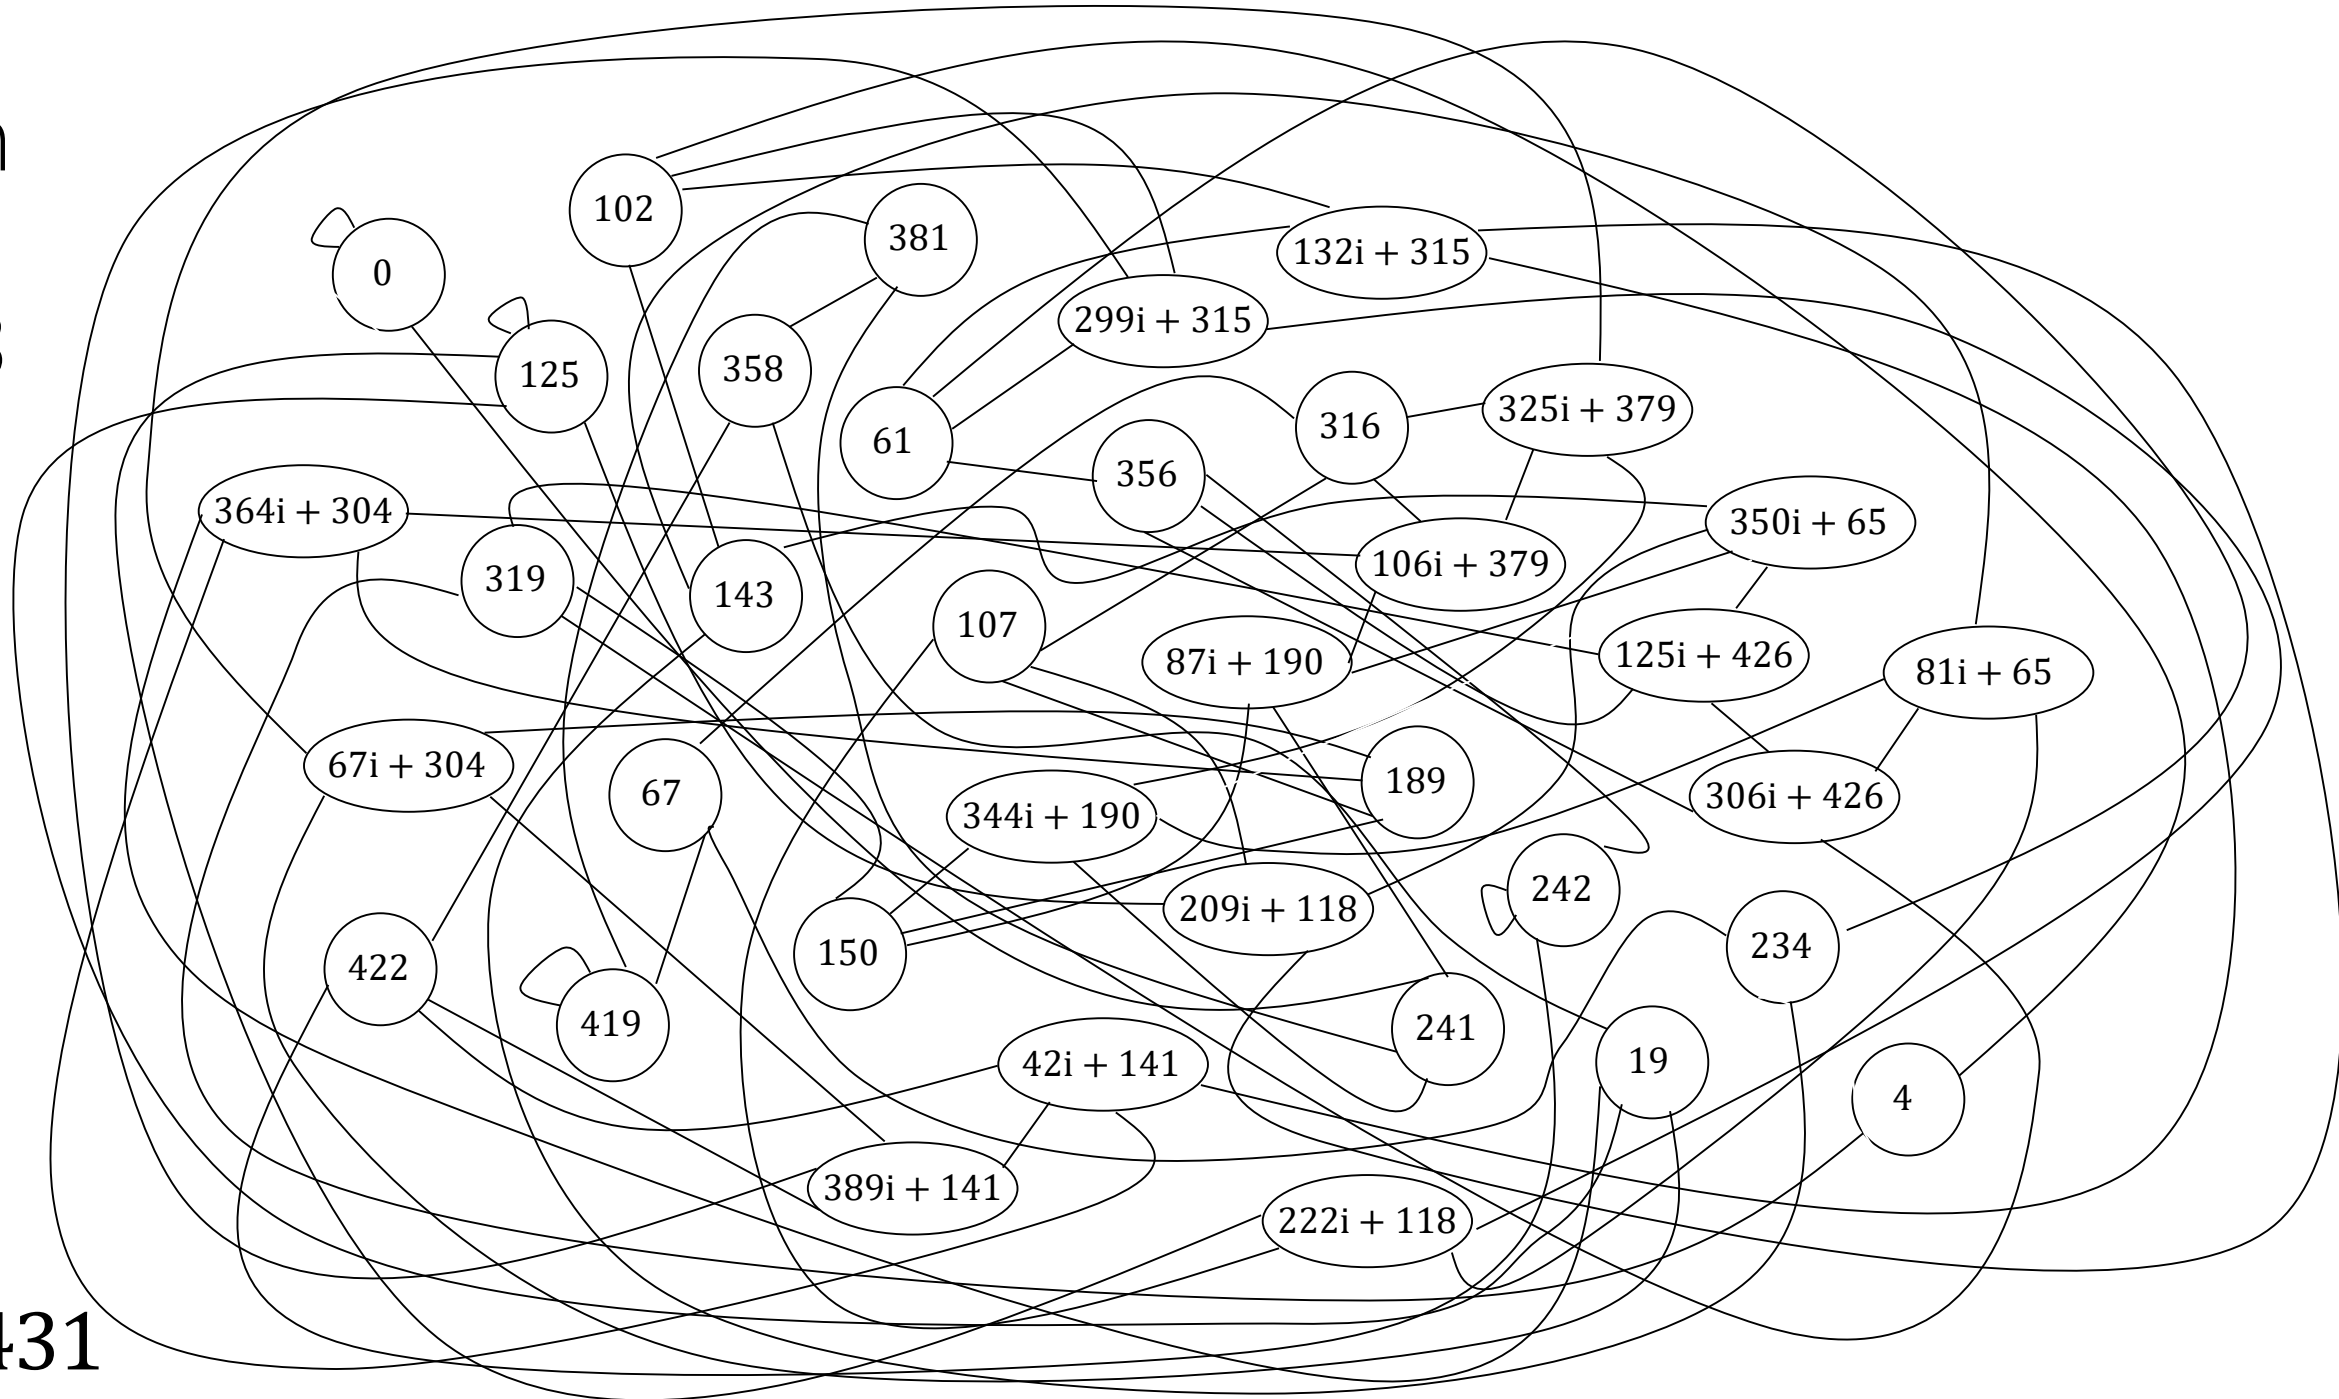 102
381
132i + 315
0
299i + 315
125
358
61
316
325i + 379
356
364i + 304
350i + 65
319
143
106i + 379
107
87i + 190
125i + 426
81i + 65
67i + 304
67
189
344i + 190
306i + 426
242
209i + 118
234
422
150
419
241
42i + 141
19
4
389i + 141
222i + 118
431